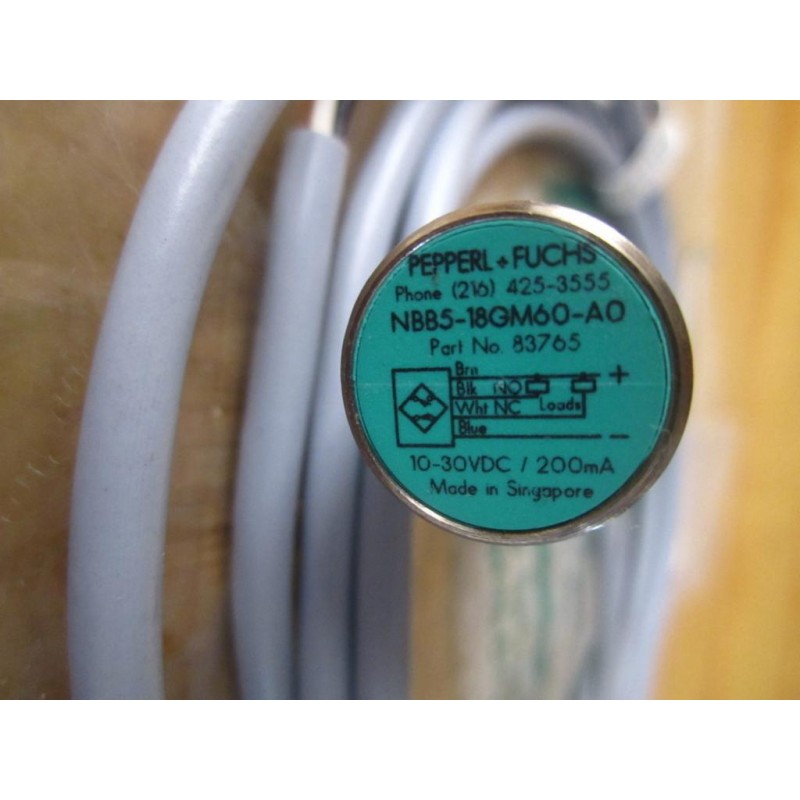 PEPPERL + FUCHS
Phone (216) 425-3555
NBB5-18GM60-A0
Part No. 83765
Brn +
Blk NO
Wht NC Loads
Blue -
10-30VDC / 200mA
Made in Singapore